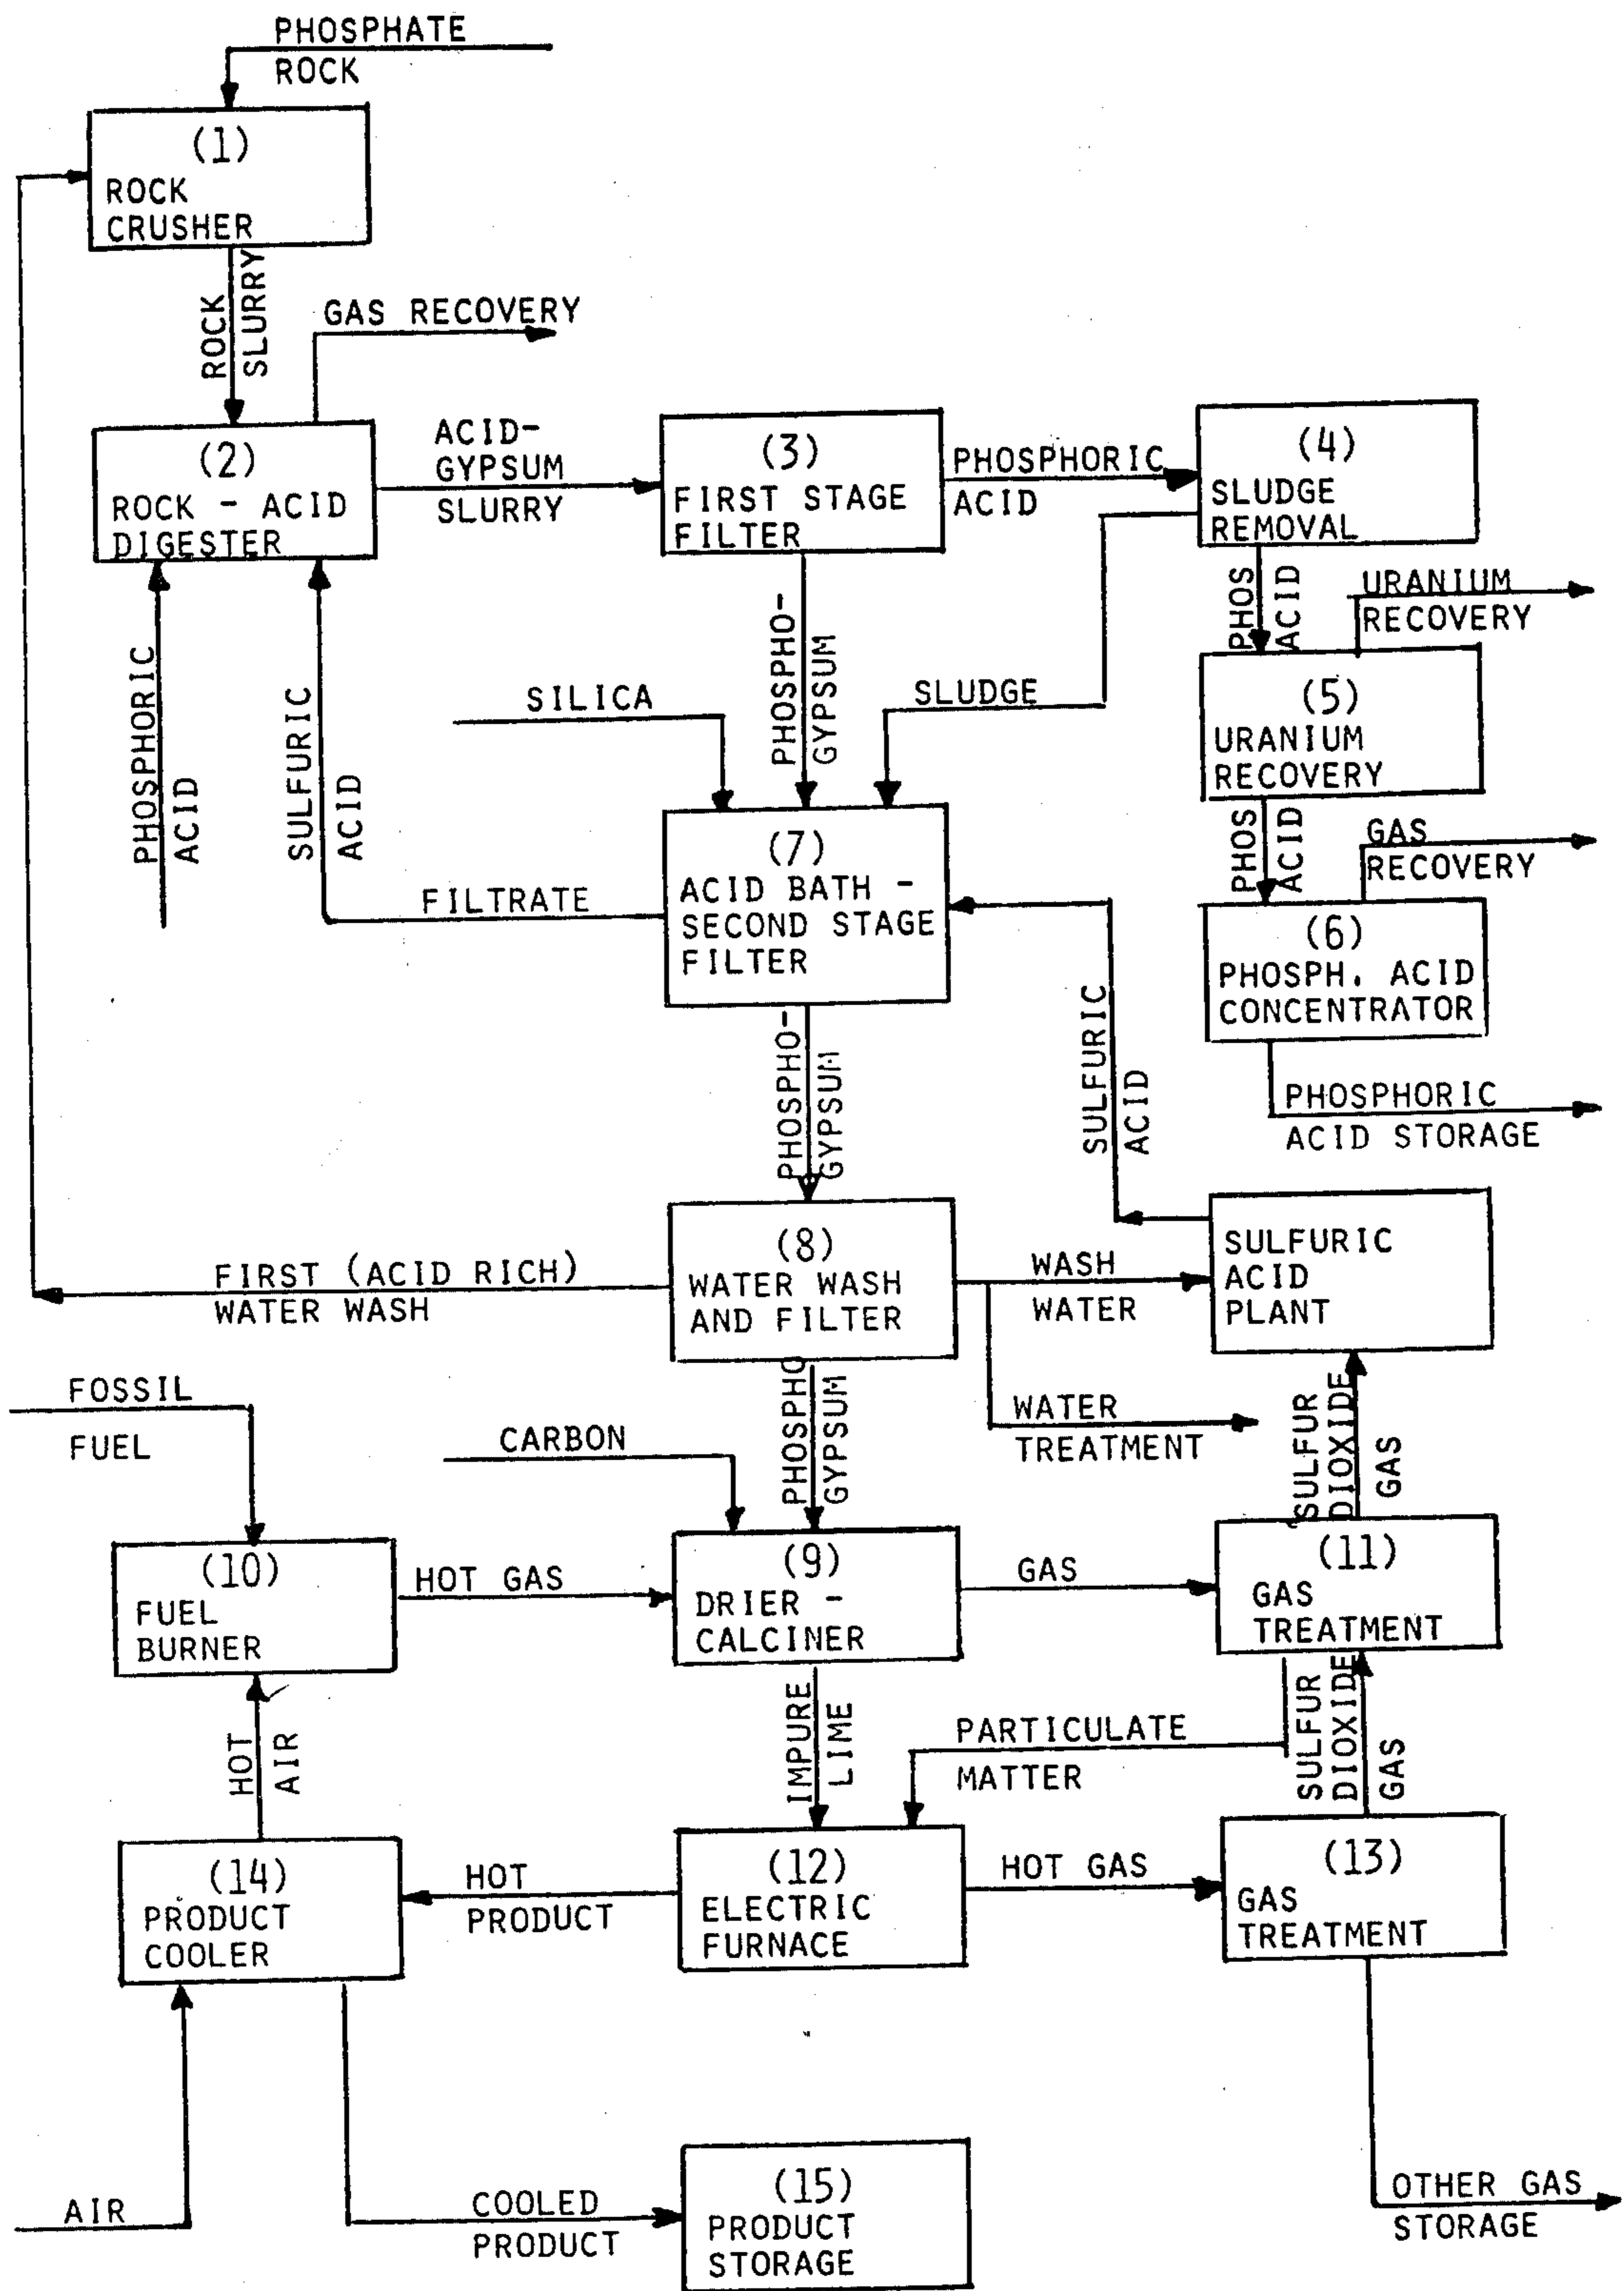 PHOSPHATE
ROCK
(1)
ROCK
CRUSHER
ROCK
SLURRY
GAS RECOVERY
(2)
ROCK - ACID
DIGESTER
ACID-
GYPSUM
SLURRY
(3)
FIRST STAGE
FILTER
PHOSPHORIC
ACID
(4)
SLUDGE
REMOVAL
PHOS
ACID
URANIUM
RECOVERY
PHOSPHORIC
ACID
SULFURIC
ACID
SILICA
PHOSPHO-
GYPSUM
SLUDGE
(5)
URANIUM
RECOVERY
PHOS
ACID
GAS
RECOVERY
FILTRATE
(7)
ACID BATH -
SECOND STAGE
FILTER
(6)
PHOSPH. ACID
CONCENTRATOR
PHOSPHORIC
ACID STORAGE
PHOSPHO-
GYPSUM
SULFURIC
ACID
FIRST (ACID RICH)
WATER WASH
(8)
WATER WASH
AND FILTER
WASH
WATER
SULFURIC
ACID
PLANT
WATER
TREATMENT
FOSSIL
FUEL
CARBON
PHOSPHO
GYPSUM
SULFUR
DIOXIDE
GAS
(10)
FUEL
BURNER
HOT GAS
(9)
DRIER -
CALCINER
GAS
(11)
GAS
TREATMENT
HOT
AIR
IMPURE
LIME
PARTICULATE
MATTER
SULFUR
DIOXIDE
GAS
(14)
PRODUCT
COOLER
HOT
PRODUCT
(12)
ELECTRIC
FURNACE
HOT GAS
(13)
GAS
TREATMENT
AIR
COOLED
PRODUCT
(15)
PRODUCT
STORAGE
OTHER GAS
STORAGE